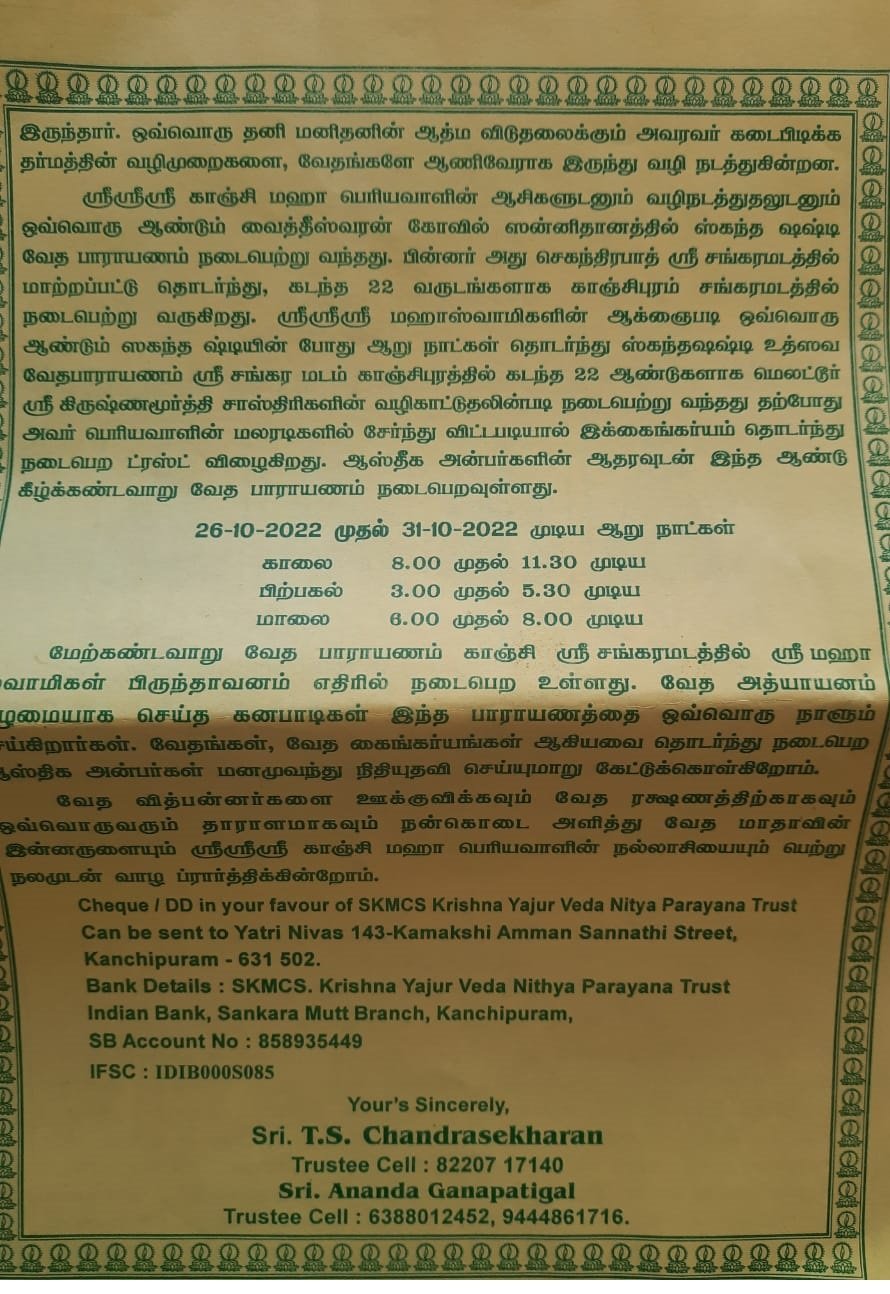 இருந்தார். ஒவ்வொரு தனி மனிதனின் ஆத்ம விடுதலைக்கும் அவரவர் கடைபிடிக்க
தர்மத்தின் வழிமுறைகளை, வேதங்களே ஆணிவேராக இருந்து வழி நடத்துகின்றன.
ஸ்ரீஸ்ரீஸ்ரீ காஞ்சி மஹா பெரியவாளின் ஆசிகளுடனும் வழிநடத்துதலுடனும்
ஒவ்வொரு ஆண்டும் வைத்தீஸ்வரன் கோவில் ஸன்னிதானத்தில் ஸ்கந்த ஷஷ்டி
வேத பாராயணம் நடைபெற்று வந்தது. பின்னர் அது செகந்திரபாத் ஸ்ரீ சங்கரமடத்தில்
மாற்றப்பட்டு தொடர்ந்து, கடந்த 22 வருடங்களாக காஞ்சிபுரம் சங்கரமடத்தில்
நடைபெற்று வருகிறது. ஸ்ரீஸ்ரீஸ்ரீ மஹாஸ்வாமிகளின் ஆக்ஞைபடி ஒவ்வொரு
ஆண்டும் ஸகந்த ஷ்டியின் போது ஆறு நாட்கள் தொடர்ந்து ஸ்கந்தஷஷ்டி உத்ஸவ
வேதபாராயணம் ஸ்ரீ சங்கர மடம் காஞ்சிபுரத்தில் கடந்த 22 ஆண்டுகளாக மெலட்டூர்
ஸ்ரீ கிருஷ்ணமூர்த்தி சாஸ்திரிகளின் வழிகாட்டுதலின்படி நடைபெற்று வந்தது தற்போது
அவர் பெரியவாளின் மலரடிகளில் சேர்ந்து விட்டபடியால் இக்கைங்கர்யம் தொடர்ந்து
நடைபெற ட்ரஸ்ட் விழைகிறது. ஆஸ்தீக அன்பர்களின் ஆதரவுடன் இந்த ஆண்டு
கீழ்க்கண்டவாறு வேத பாராயணம் நடைபெறவுள்ளது.
26-10-2022 முதல் 31-10-2022 முடிய ஆறு நாட்கள்
காலை 8.00 முதல் 11.30 முடிய
பிற்பகல் 3.00 முதல் 5.30 முடிய
மாலை 6.00 முதல் 8.00 முடிய
மேற்கண்டவாறு வேத பாராயணம் காஞ்சி ஸ்ரீ சங்கரமடத்தில் ஸ்ரீ மஹா
வாமிகள் பிருந்தாவனம் எதிரில் நடைபெற உள்ளது. வேத அத்யாயனம்
ழுமையாக செய்த கனபாடிகள் இந்த பாராயணத்தை ஒவ்வொரு நாளும்
ய்கிறார்கள். வேதங்கள், வேத கைங்கர்யங்கள் ஆகியவை தொடர்ந்து நடைபெற
ஆஸ்திக அன்பர்கள் மனமுவந்து நிதியுதவி செய்யுமாறு கேட்டுக்கொள்கிறோம்.
வேத வித்பன்னர்களை ஊக்குவிக்கவும் வேத ரக்ஷணத்திற்காகவும்
ஒவ்வொருவரும் தாராளமாகவும் நன்கொடை அளித்து வேத மாதாவின்
இன்னருளையும் ஸ்ரீஸ்ரீஸ்ரீ காஞ்சி மஹா பெரியவாளின் நல்லாசியையும் பெற்று
நலமுடன் வாழ ப்ரார்த்திக்கின்றோம்.
Cheque / DD in your favour of SKMCS Krishna Yajur Veda Nitya Parayana Trust
Can be sent to Yatri Nivas 143-Kamakshi Amman Sannathi Street,
Kanchipuram - 631 502.
Bank Details : SKMCS. Krishna Yajur Veda Nithya Parayana Trust
Indian Bank, Sankara Mutt Branch, Kanchipuram,
SB Account No : 858935449
IFSC : IDIB000S085
Your's Sincerely,
Sri. T.S. Chandrasekharan
Trustee Cell : 82207 17140
Sri. Ananda Ganapatigal
Trustee Cell : 6388012452, 9444861716.